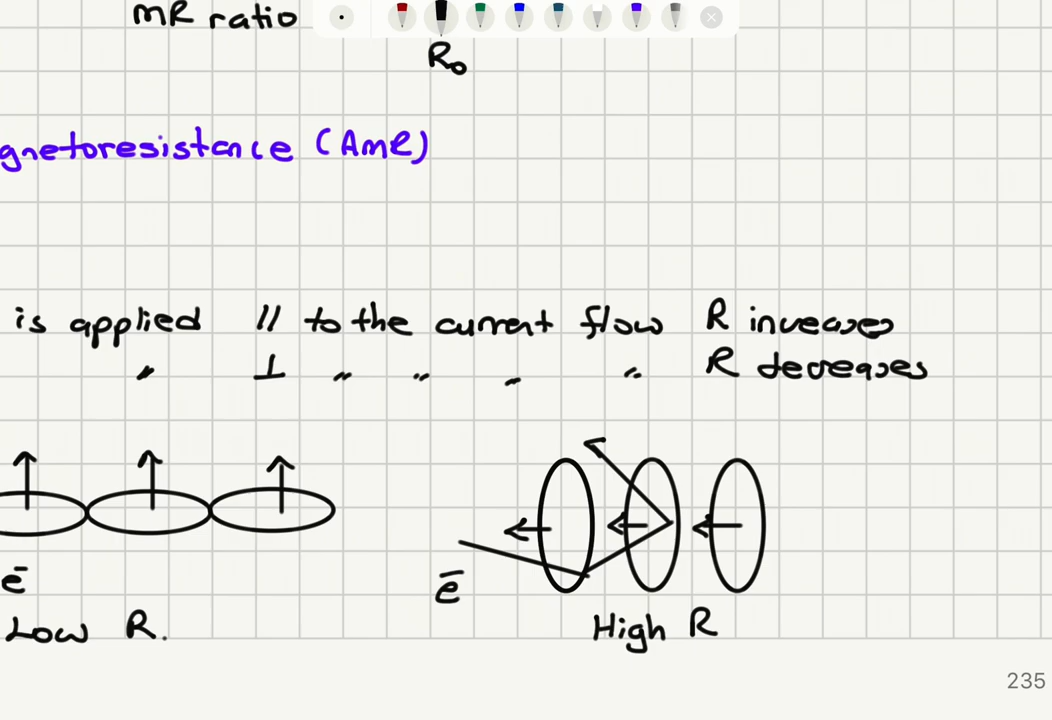 MR ratio
R₀
gnetoresistance (AMR)
is applied // to the current flow R increases
〃 ⊥ 〃 〃 〃 〃 R decreases
ē
ē
Low R.
High R
235